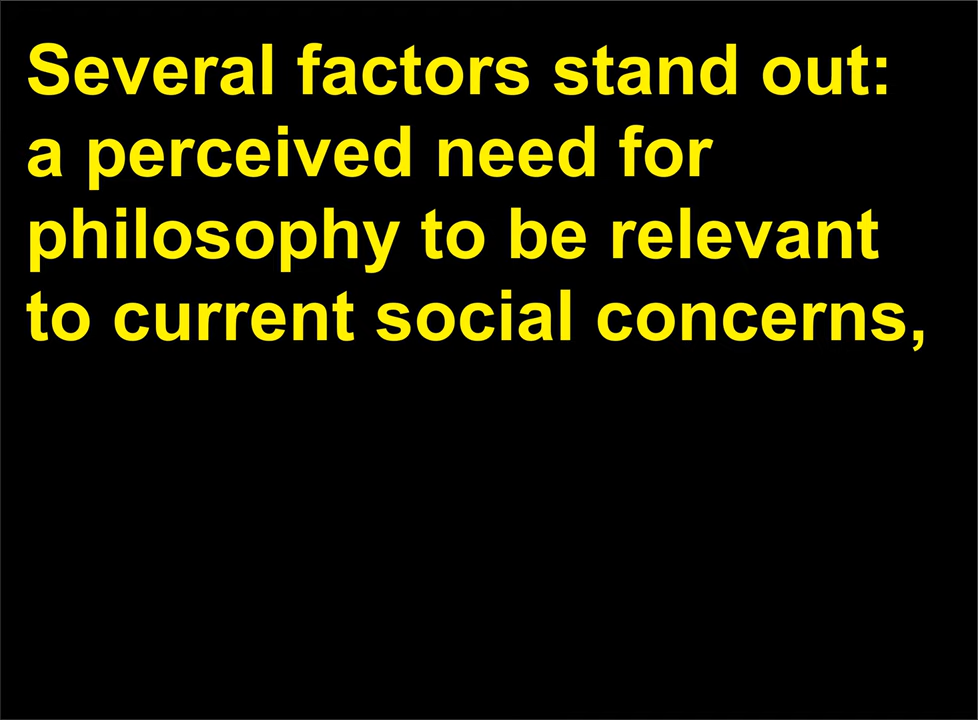 Several factors stand out:
a perceived need for
philosophy to be relevant
to current social concerns,